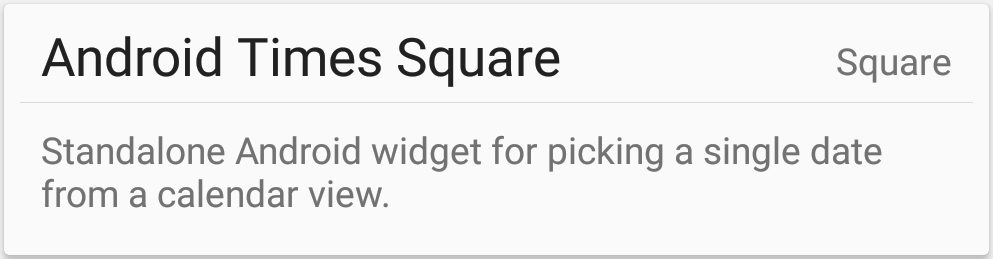 Android Times Square
Square
Standalone Android widget for picking a single date
from a calendar view.